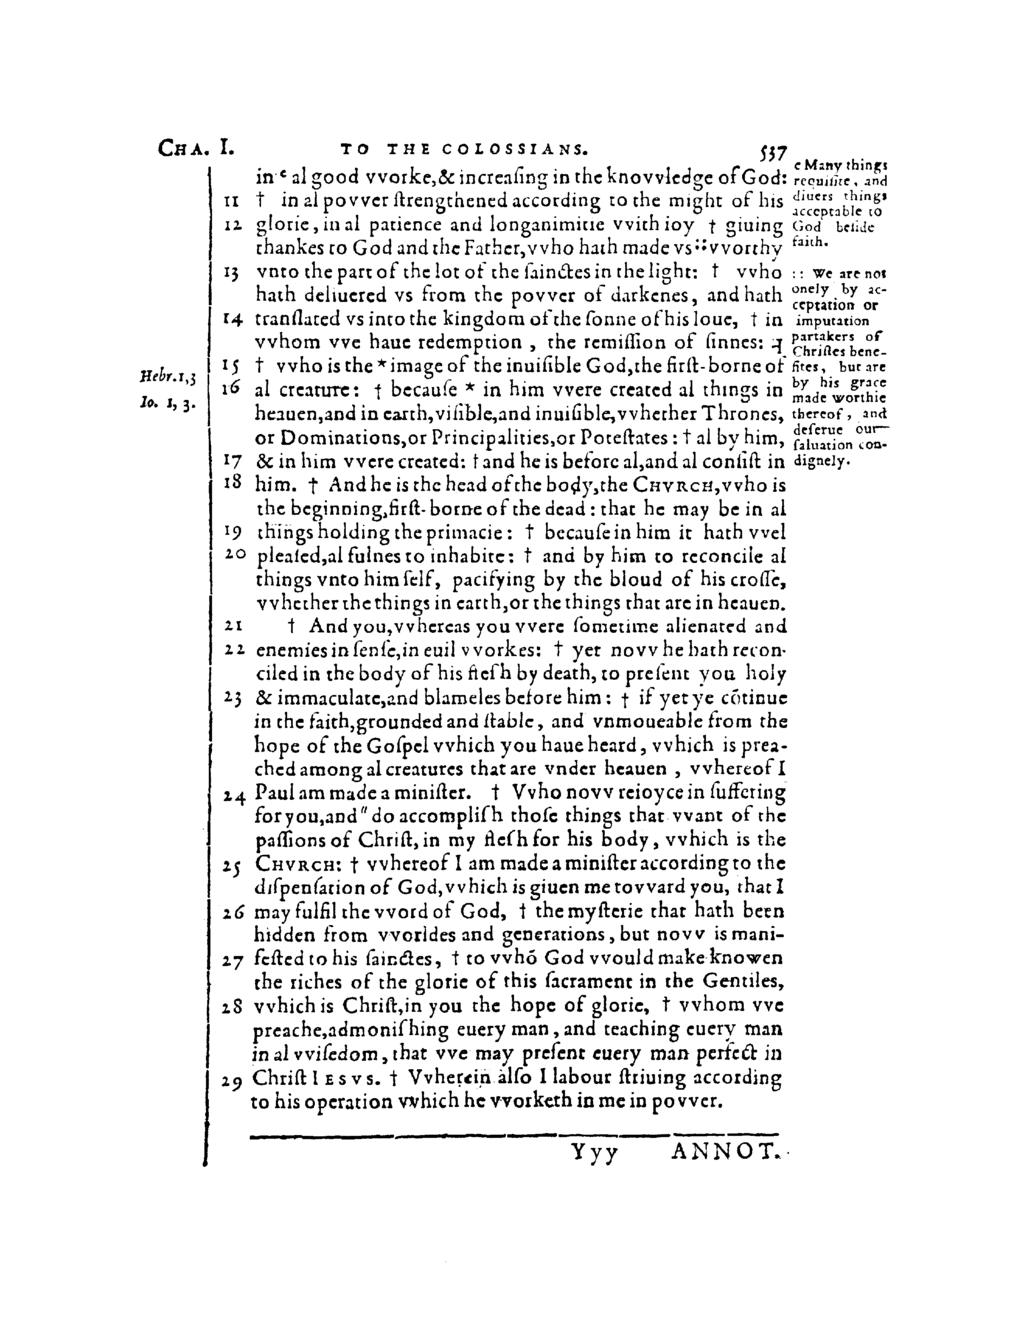 CHA. I. TO THE COLOSSIANS. 537
in c al good vvorke,& increaſing in the knovvledge of God:
11 † in al povver ſtrengthened according to the might of his
12 glorie, in al patience and longanimitie vvith ioy † giuing
thankes to God and the Father,vvho hath made vs∷vvorthy
13 vnto the part of the lot of the ſainctes in the light: † vvho
hath deliuered vs from the povver of darkenes, and hath
14 tranſlated vs into the kingdom of the ſonne of his loue, † in
vvhom vve haue redemption , the remiſſion of ſinnes: ⁊
15 † vvho is the * image of the inuiſible God,the firſt-borne of
16 al creature: † becauſe * in him vvere created al things in
heauen,and in earth,viſible,and inuiſible,vvhether Thrones,
or Dominations,or Principalities,or Poteſtates : † al by him,
17 & in him vvere created: † and he is before al,and al conſiſt in
18 him. † And he is the head of the body,the CHVRCH,vvho is
the beginning,firſt-borne of the dead : that he may be in al
19 things holding the primacie : † becauſe in him it hath vvel
20 pleaſed,al fulnes to inhabite : † and by him to reconcile al
things vnto him ſelf, pacifying by the bloud of his croſſe,
vvhether the things in earth,or the things that are in heauen.
21 † And you,vvhereas you vvere ſometime alienated and
22 enemies in ſenſe,in euil vvorkes: † yet novv he hath recon-
ciled in the body of his fleſh by death, to preſent you holy
23 & immaculate,and blameles before him : † if yet ye cõtinue
in the faith,grounded and ſtable, and vnmoueable from the
hope of the Goſpel vvhich you haue heard, vvhich is prea-
ched among al creatures that are vnder heauen , vvhereof I
24 Paul am made a miniſter. † Vvho novv reioyce in ſuffering
for you,and " do accompliſh thoſe things that vvant of the
paſſions of Chriſt, in my fleſh for his body, vvhich is the
25 CHVRCH: † vvhereof I am made a miniſter according to the
diſpenſation of God,vvhich is giuen me tovvard you, that I
26 may fulfil the vvord of God, † the myſterie that hath been
hidden from vvorldes and generations, but novv is mani-
27 feſted to his ſainctes, † to vvhõ God vvould make knowen
the riches of the glorie of this ſacrament in the Gentiles,
28 vvhich is Chriſt,in you the hope of glorie, † vvhom vve
preache,admoniſhing euery man, and teaching euery man
in al vviſedom, that vve may preſent euery man perfect in
29 Chriſt IESVS. † Vvherein alſo I labour ſtriuing according
to his operation vvhich he vvorketh in me in povver.
Yyy ANNOT.
Hebr.1,3
Io. 1, 3.
c Many things
requiſite, and
diuers things
acceptable to
God beſide
faith.
:: We are not
onely by ac-
ceptation or
imputation
partakers of
Chriſtes bene-
fites, but are
by his grace
made worthie
thereof, and
deſerue our
ſaluation con-
dignely.